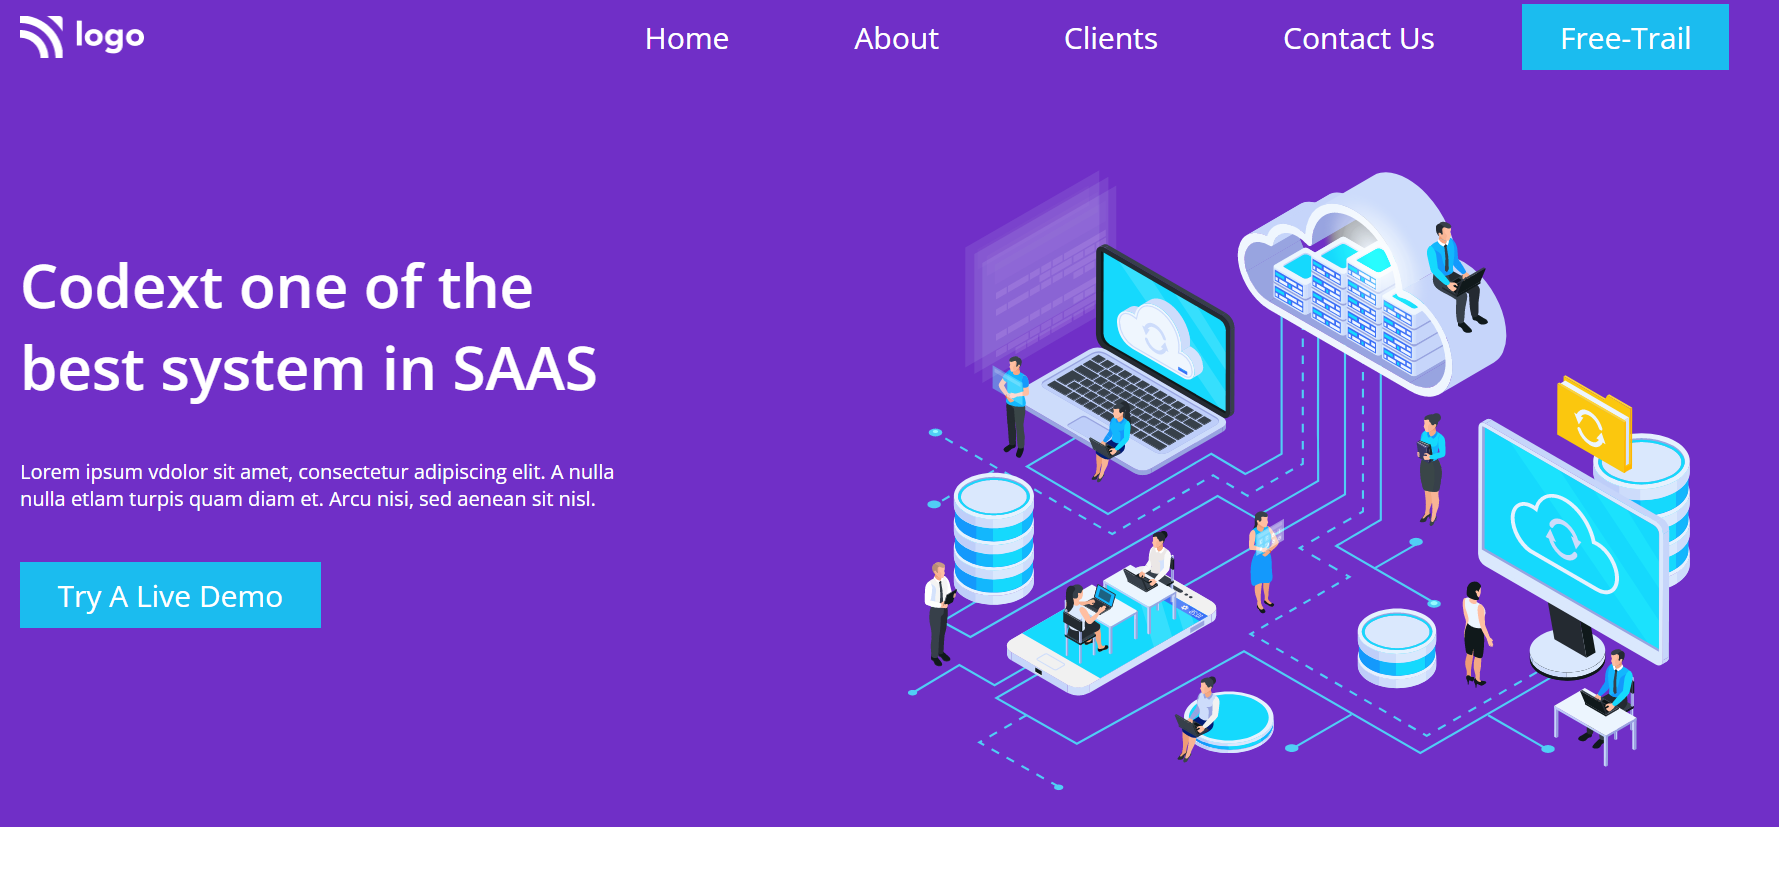 logo
Home
About
Clients
Contact Us
Free-Trail
Codext one of the
best system in SAAS
Lorem ipsum vdolor sit amet, consectetur adipiscing elit. A nulla
nulla etlam turpis quam diam et. Arcu nisi, sed aenean sit nisl.
Try A Live Demo